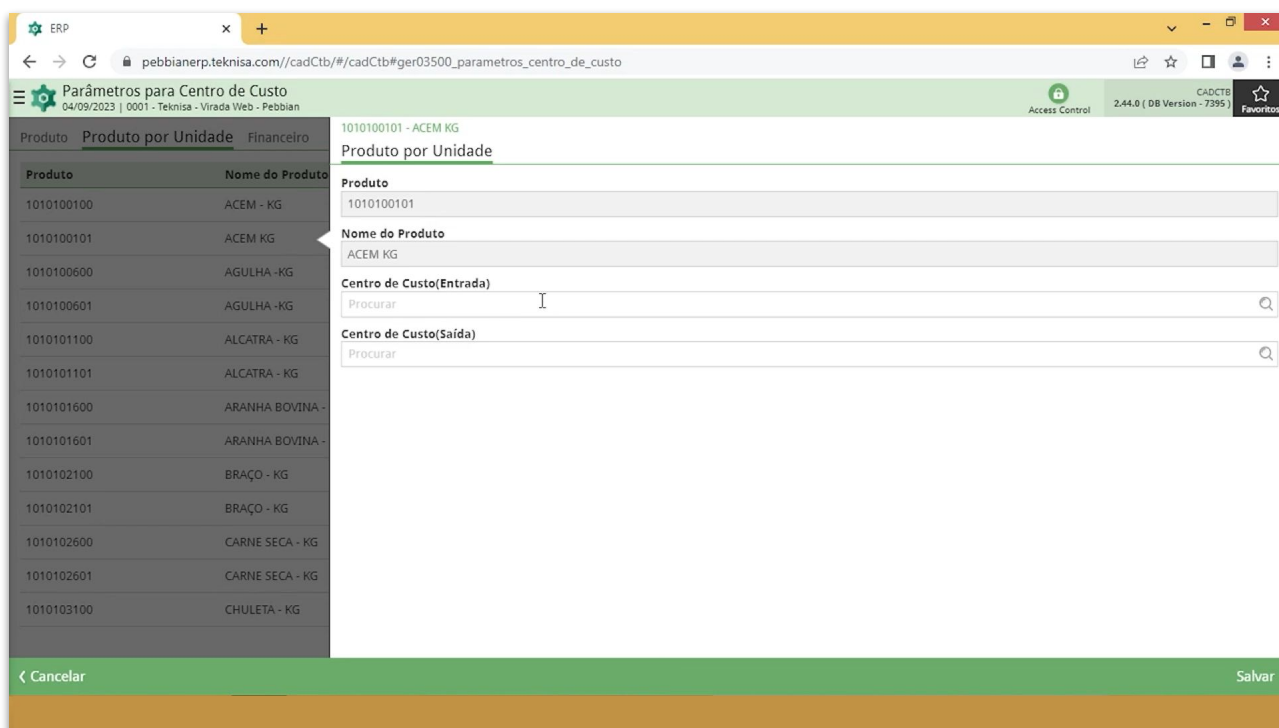 ERP
pebbianerp.teknisa.com//cadCtb/#/cadCtb#ger03500_parametros_centro_de_custo
Parâmetros para Centro de Custo
04/09/2023 | 0001 - Teknisa - Virada Web - Pebbian
Access Control
CADCTB
2.44.0 ( DB Version - 7395 )
Favoritos
Produto Produto por Unidade Financeiro
Produto Nome do Produto
1010100100 ACEM - KG
1010100101 ACEM KG
1010100600 AGULHA -KG
1010100601 AGULHA -KG
1010101100 ALCATRA - KG
1010101101 ALCATRA - KG
1010101600 ARANHA BOVINA -
1010101601 ARANHA BOVINA -
1010102100 BRAÇO - KG
1010102101 BRAÇO - KG
1010102600 CARNE SECA - KG
1010102601 CARNE SECA - KG
1010103100 CHULETA - KG
1010100101 - ACEM KG
Produto por Unidade
Produto
1010100101
Nome do Produto
ACEM KG
Centro de Custo(Entrada)
Procurar
Centro de Custo(Saída)
Procurar
Cancelar
Salvar